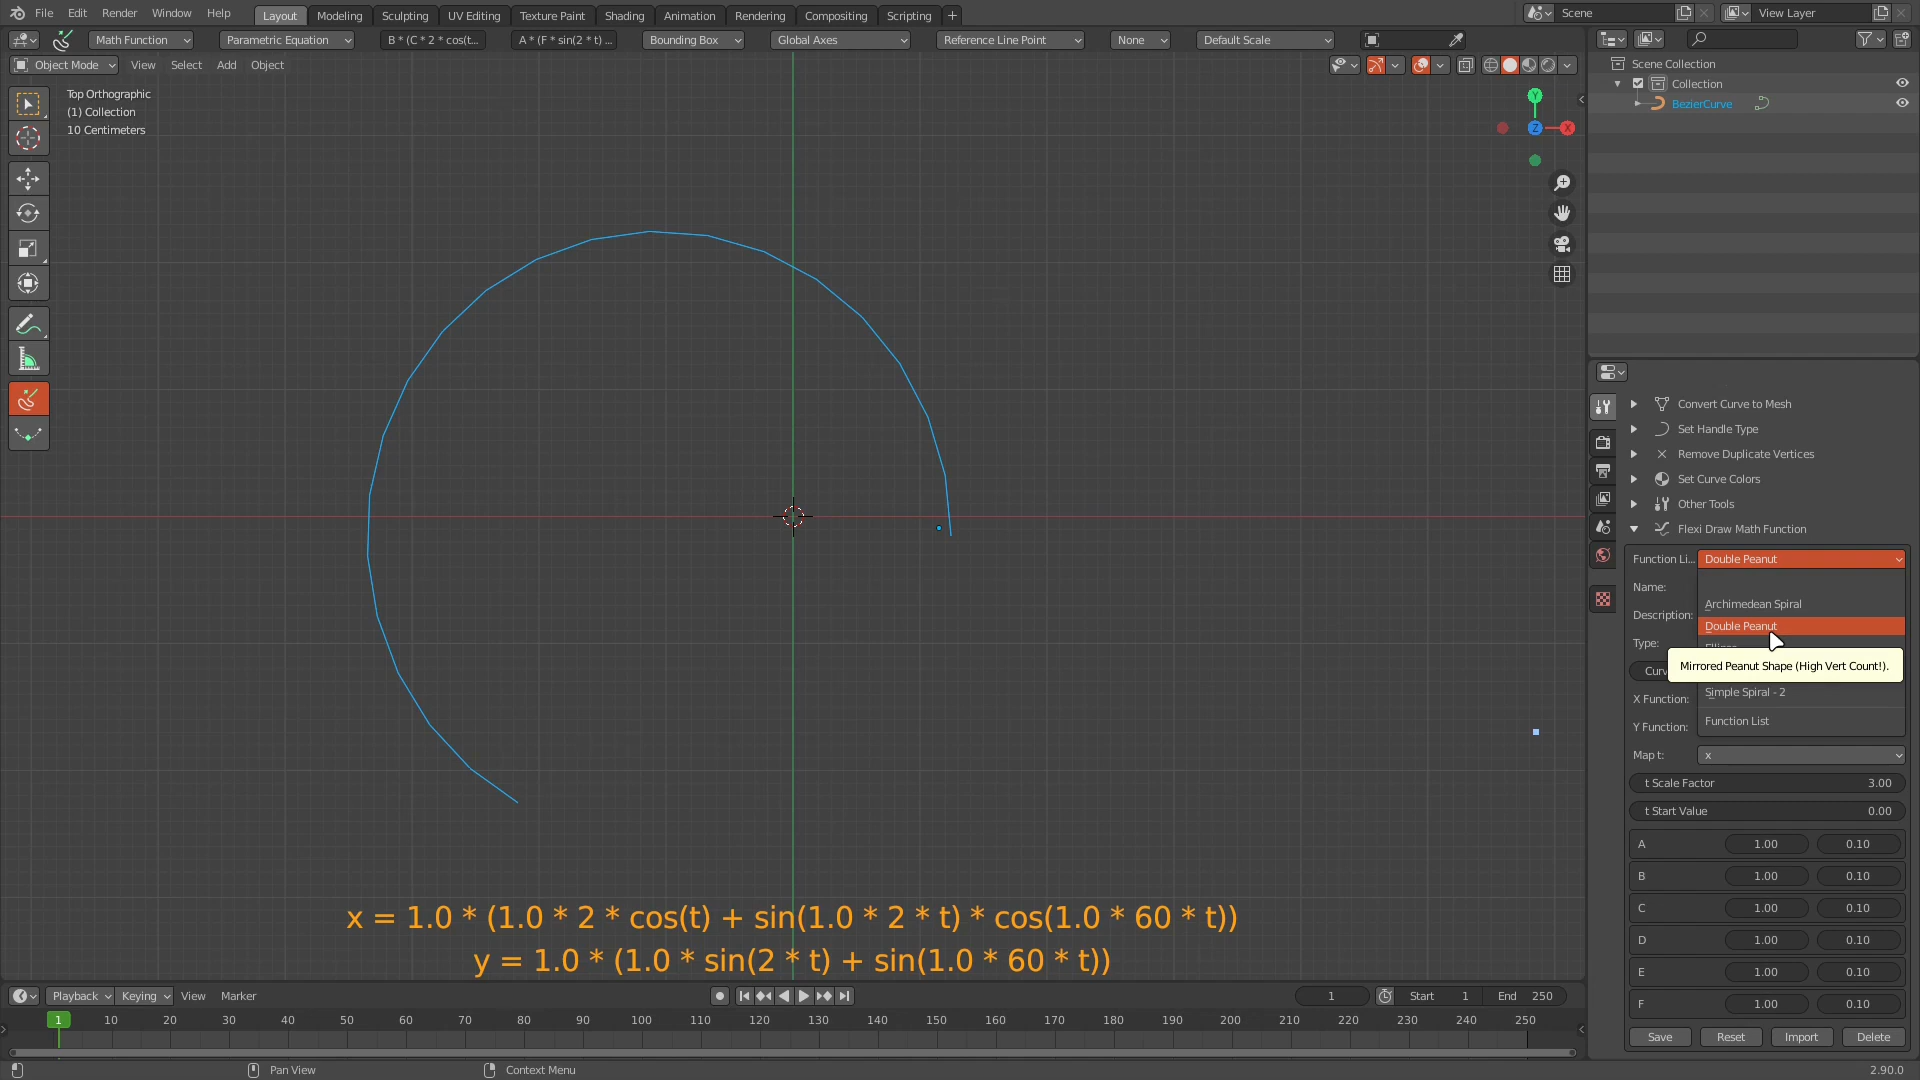 File Edit Render Window Help Layout Modeling Sculpting UV Editing Texture Paint Shading Animation Rendering Compositing Scripting + Scene View Layer
Math Function Parametric Equation B * (C * 2 * cos(t... A * (F * sin(2 * t) ... Bounding Box Global Axes Reference Line Point None Default Scale
Object Mode View Select Add Object
Top Orthographic
(1) Collection
10 Centimeters
Y
Z
X
Scene Collection
Collection
BezierCurve
Convert Curve to Mesh
Set Handle Type
Remove Duplicate Vertices
Set Curve Colors
Other Tools
Flexi Draw Math Function
Function Li... Double Peanut
Name:
Description: Archimedean Spiral
Double Peanut
Type:
Mirrored Peanut Shape (High Vert Count!).
Curv
X Function: Simple Spiral - 2
Y Function: Function List
Map t: x
t Scale Factor 3.00
t Start Value 0.00
A 1.00 0.10
B 1.00 0.10
C 1.00 0.10
D 1.00 0.10
E 1.00 0.10
F 1.00 0.10
Save Reset Import Delete
x = 1.0 * (1.0 * 2 * cos(t) + sin(1.0 * 2 * t) * cos(1.0 * 60 * t))
y = 1.0 * (1.0 * sin(2 * t) + sin(1.0 * 60 * t))
Playback Keying View Marker 1 Start 1 End 250
1 10 20 30 40 50 60 70 80 90 100 110 120 130 140 150 160 170 180 190 200 210 220 230 240 250
Pan View Context Menu 2.90.0